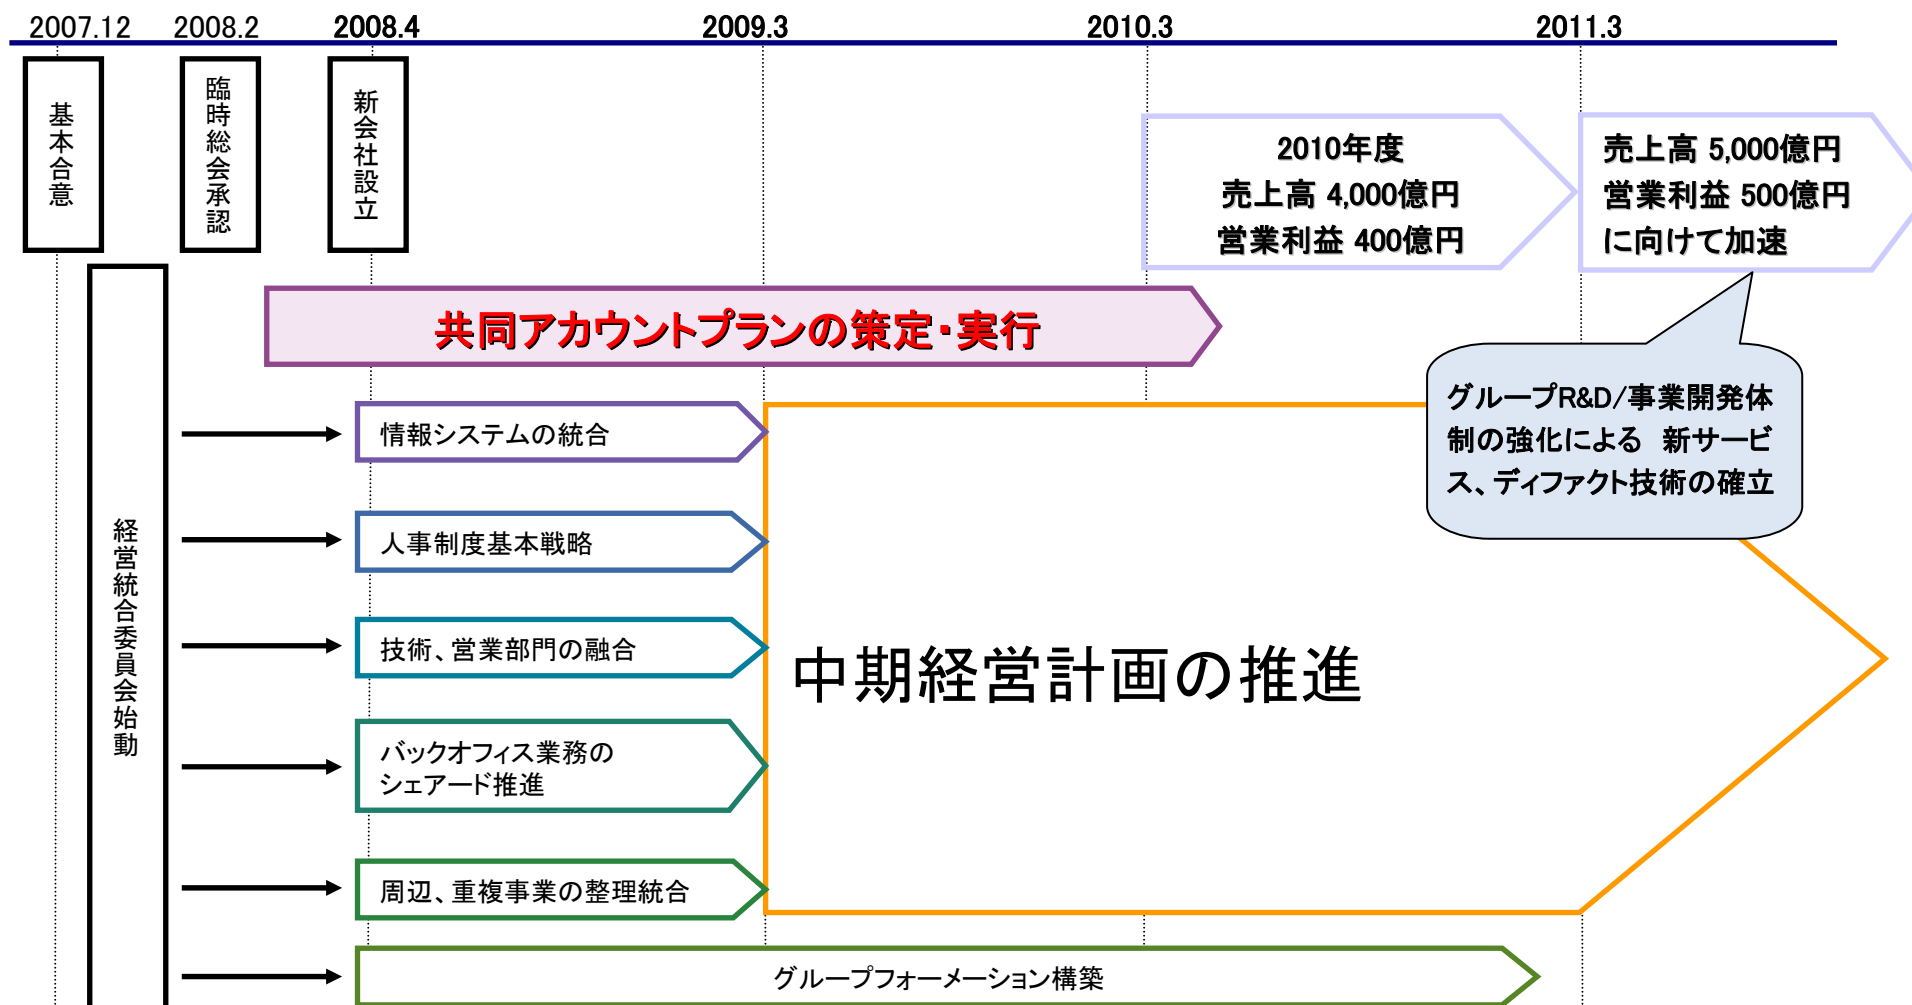 2007.12
2008.2
2008.4
2009.3
2010.3
2011.3
基本合意
臨時総会承認
新会社設立
2010年度
売上高 4,000億円
営業利益 400億円
売上高 5,000億円
営業利益 500億円
に向けて加速
共同アカウントプランの策定・実行
グループR&D/事業開発体
制の強化による 新サービ
ス、ディファクト技術の確立
経営統合委員会始動
情報システムの統合
人事制度基本戦略
技術、営業部門の融合
バックオフィス業務の
シェアード推進
周辺、重複事業の整理統合
中期経営計画の推進
グループフォーメーション構築